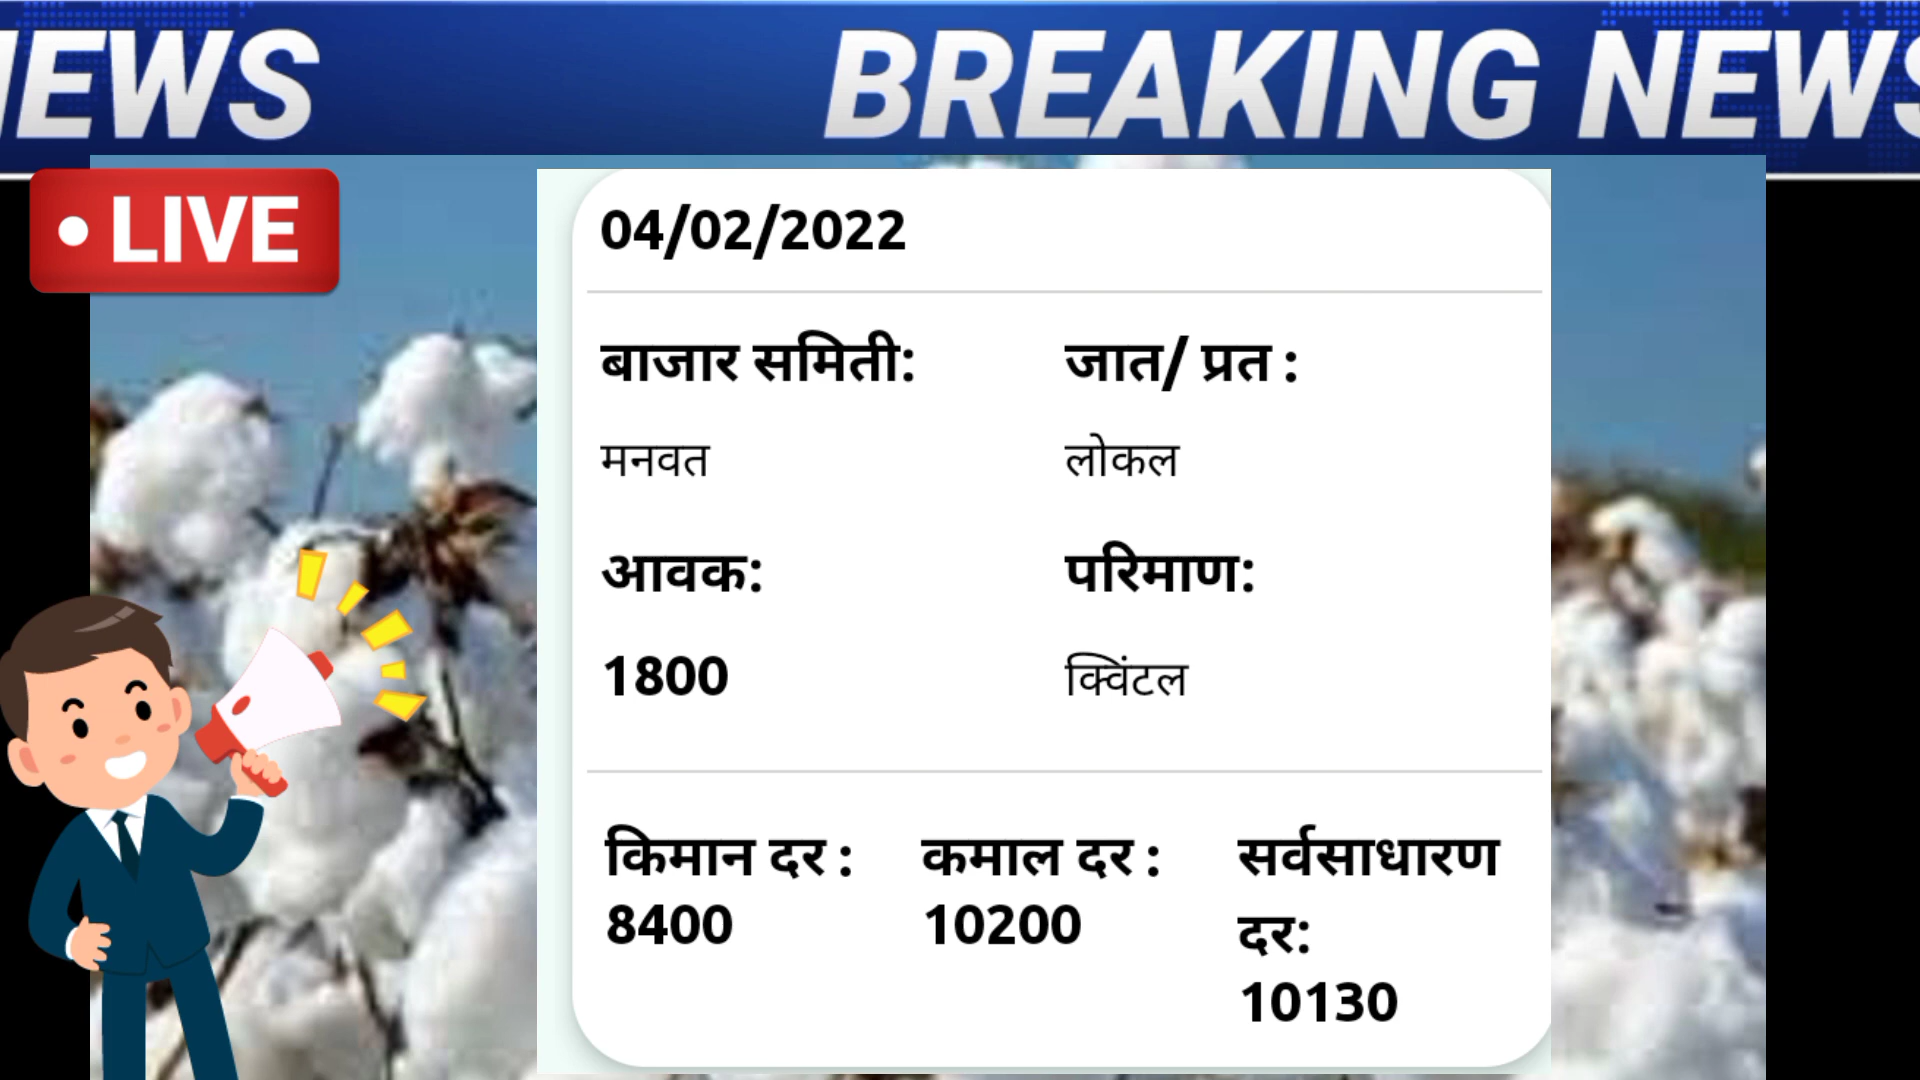 NEWS BREAKING NEWS
• LIVE
04/02/2022
बाजार समिती: जात/ प्रत :
मनवत लोकल
आवक: परिमाण:
1800 क्विंटल
किमान दर : कमाल दर : सर्वसाधारण
8400 10200 दर:
10130